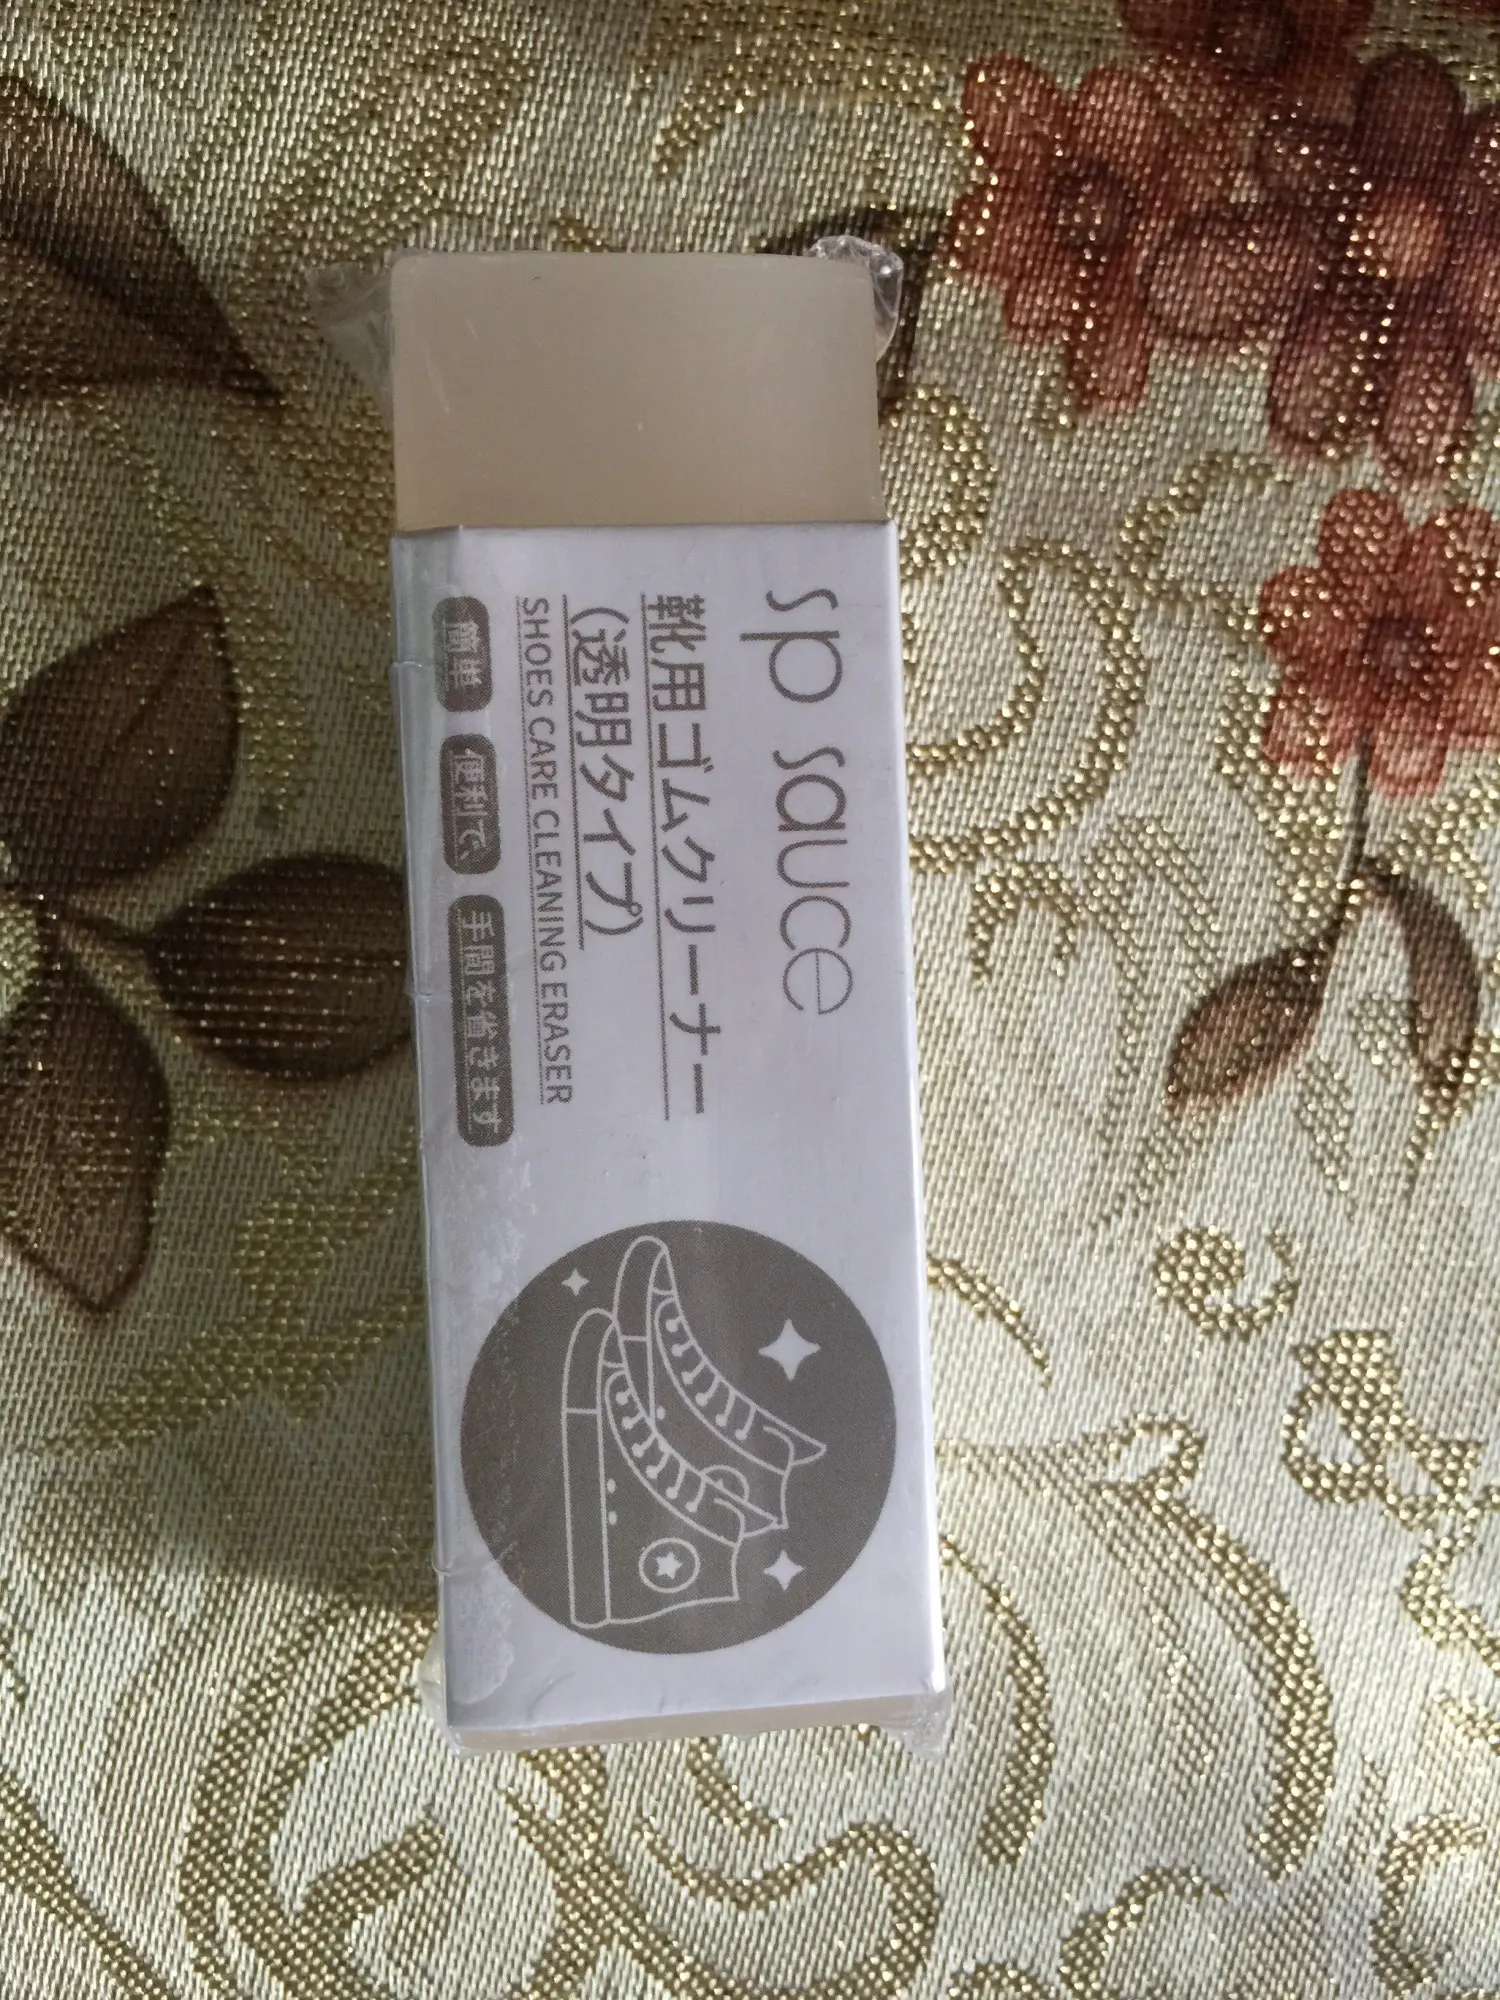 sp sauce
靴用ゴムクリーナー
(透明タイプ)
SHOES CARE CLEANING ERASER
簡単 便利で、 手間を省きます